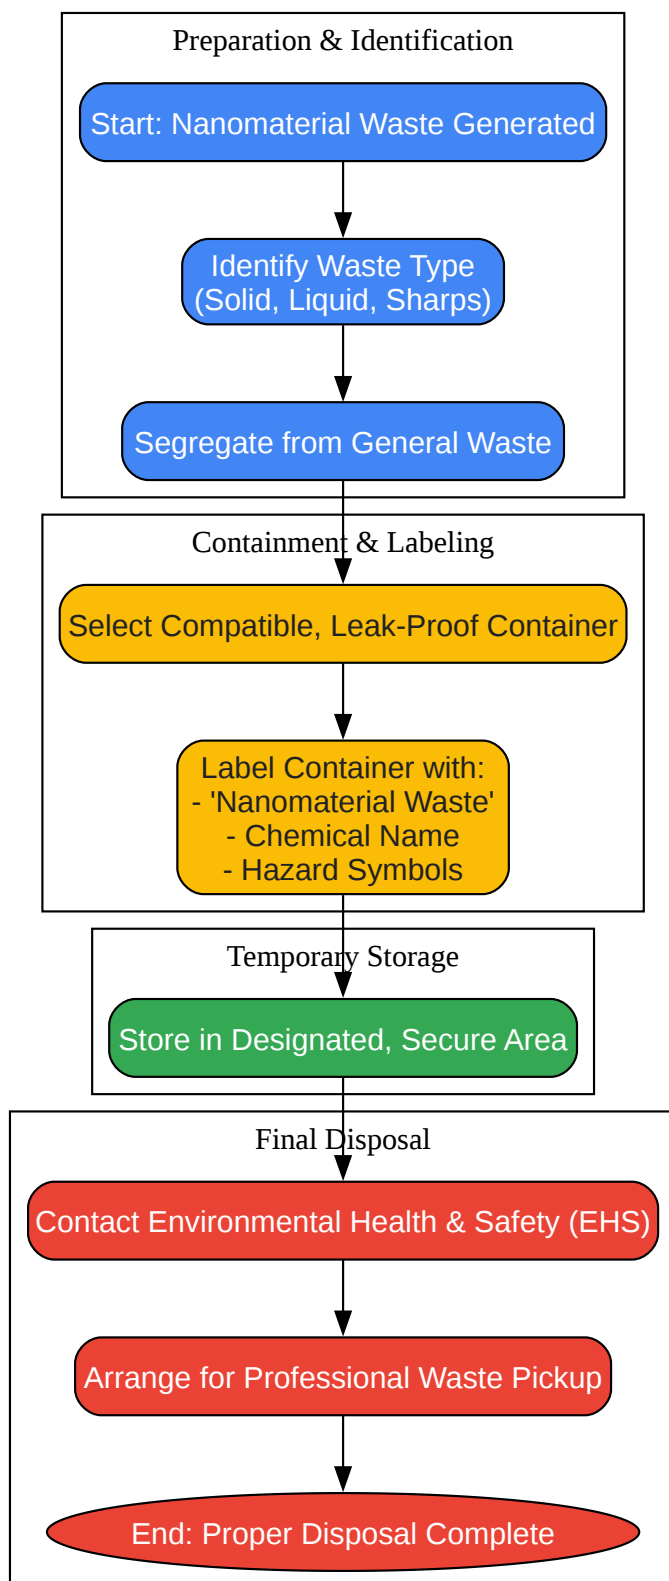 Preparation & Identification
Start: Nanomaterial Waste Generated
Identify Waste Type
(Solid, Liquid, Sharps)
Segregate from General Waste
Containment & Labeling
Select Compatible, Leak-Proof Container
Label Container with:
- 'Nanomaterial Waste'
- Chemical Name
- Hazard Symbols
Temporary Storage
Store in Designated, Secure Area
Final Disposal
Contact Environmental Health & Safety (EHS)
Arrange for Professional Waste Pickup
End: Proper Disposal Complete